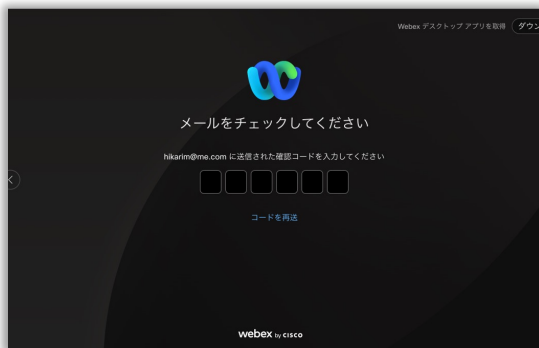 Webex デスクトップ アプリを取得 ダウン
メールをチェックしてください
hikarim@me.com に送信された確認コードを入力してください
コードを再送
webex by CISCO